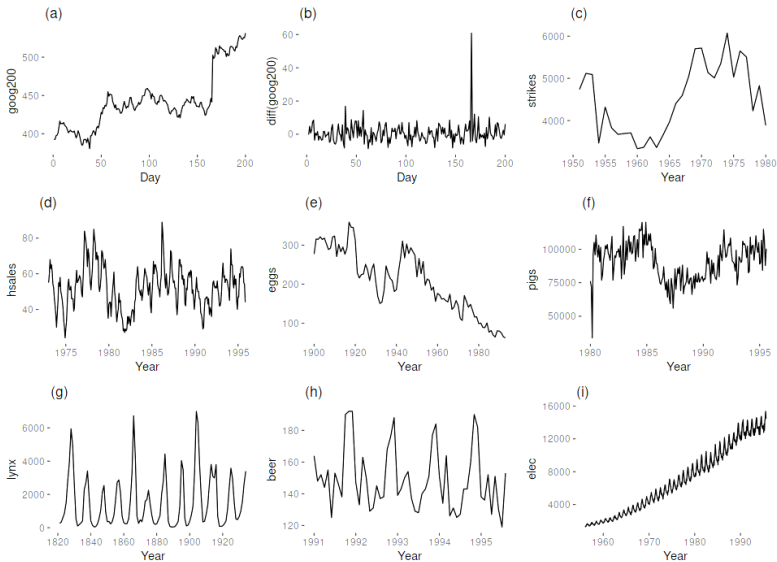 (a)
goog200
500
450
400
0
50
100
150
200
Day
(b)
diff(goog200)
60
40
20
0
0
50
100
150
200
Day
(c)
strikes
6000
4000
1950
1955
1960
1965
1970
1975
1980
Year
(d)
hsales
80
60
40
1975
1980
1985
1990
1995
Year
(e)
eggs
300
200
100
1900
1920
1940
1960
1980
Year
(f)
pigs
100000
75000
50000
1980
1985
1990
1995
Year
(g)
lynx
6000
4000
2000
0
1820
1840
1860
1880
1900
1920
Year
(h)
beer
180
160
140
120
1991
1992
1993
1994
1995
Year
(i)
elec
16000
12000
8000
4000
1960
1970
1980
1990
Year